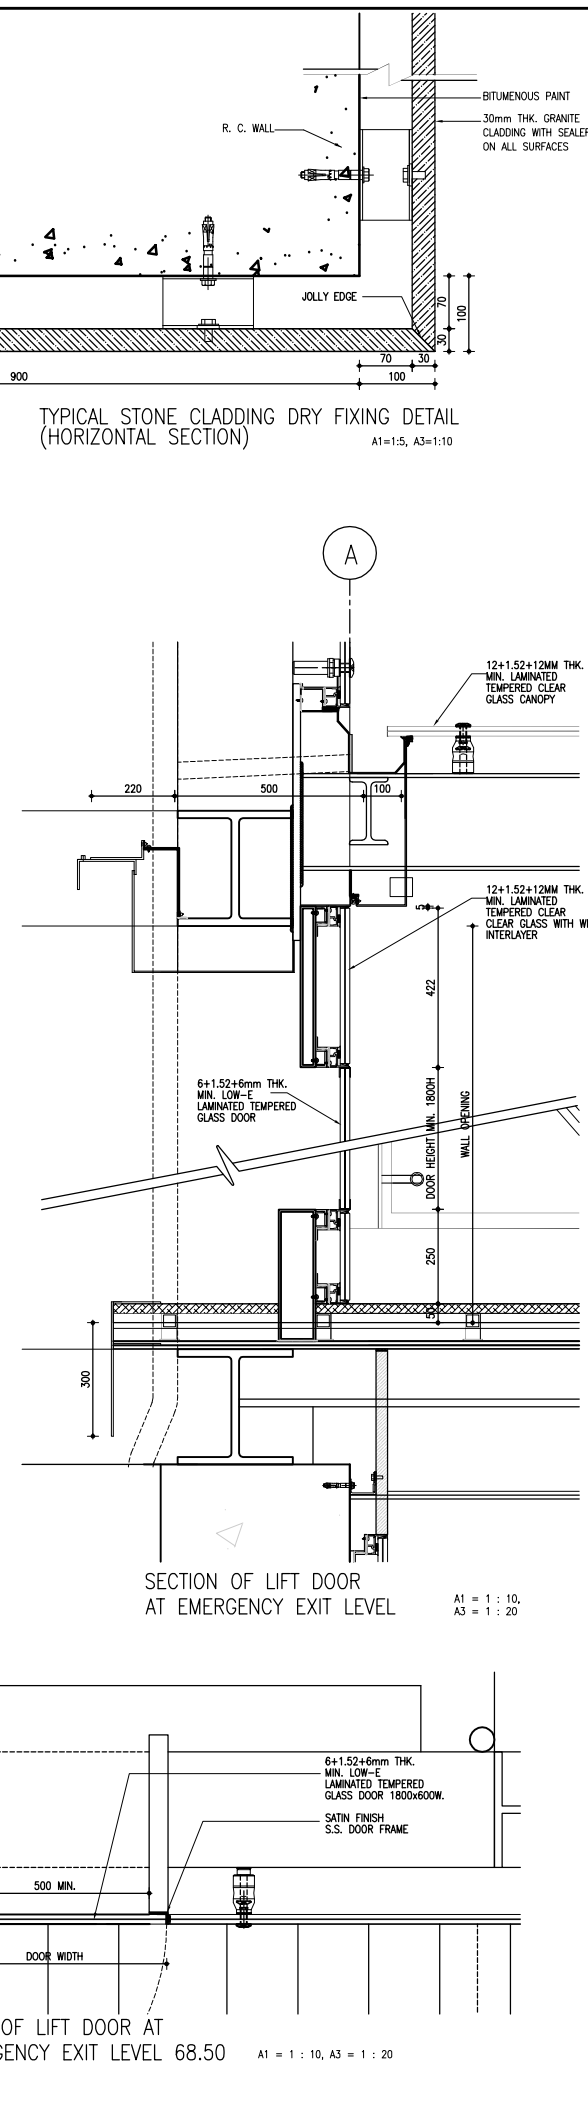 BITUMENOUS PAINT
30mm THK. GRANITE
CLADDING WITH SEALER
ON ALL SURFACES
R. C. WALL
JOLLY EDGE
70
100
30
70
30
900
100
TYPICAL STONE CLADDING DRY FIXING DETAIL
(HORIZONTAL SECTION)
A1=1:5, A3=1:10
A
12+1.52+12MM THK.
MIN. LAMINATED
TEMPERED CLEAR
GLASS CANOPY
220
500
100
12+1.52+12MM THK.
MIN. LAMINATED
TEMPERED CLEAR
CLEAR GLASS WITH
INTERLAYER
5
422
6+1.52+6mm THK.
MIN. LOW-E
LAMINATED TEMPERED
GLASS DOOR
DOOR HEIGHT MIN. 1800H
WALL OPENING
250
50
300
SECTION OF LIFT DOOR
AT EMERGENCY EXIT LEVEL
A1 = 1 : 10,
A3 = 1 : 20
6+1.52+6mm THK.
MIN. LOW-E
LAMINATED TEMPERED
GLASS DOOR 1800x600W.
SATIN FINISH
S.S. DOOR FRAME
500 MIN.
DOOR WIDTH
OF LIFT DOOR AT
GENCY EXIT LEVEL 68.50
A1 = 1 : 10, A3 = 1 : 20